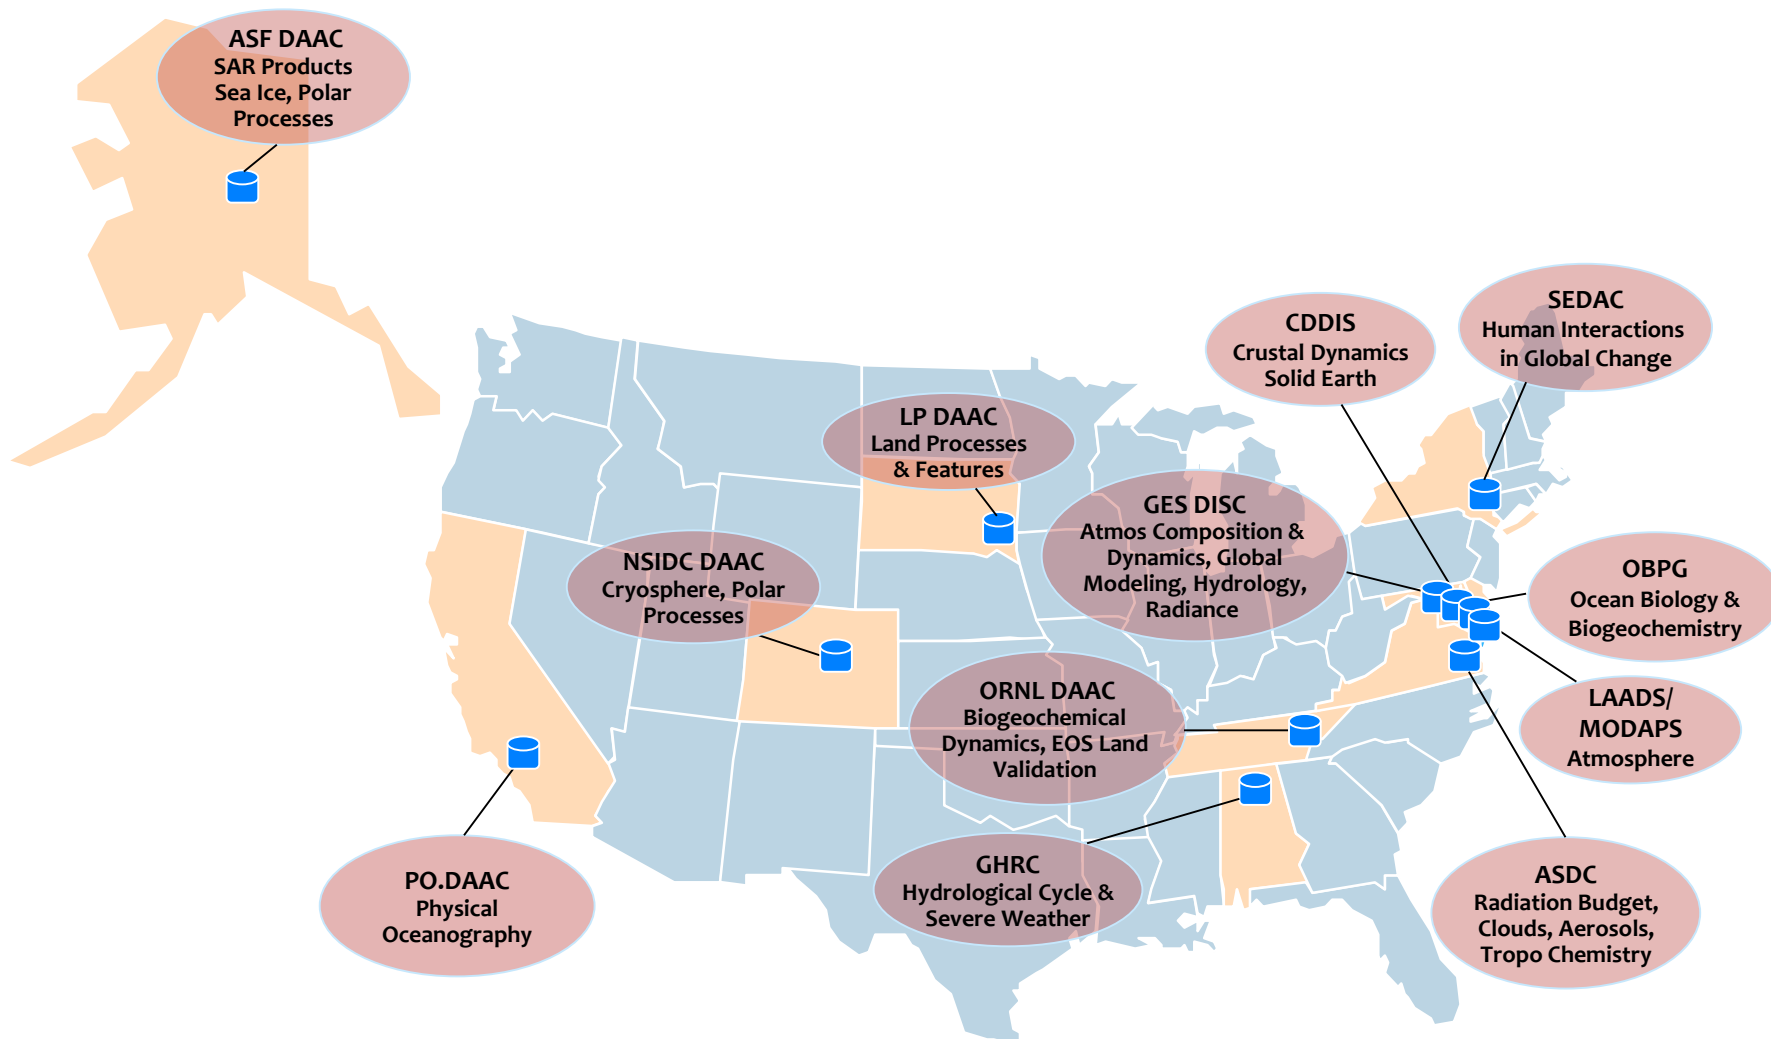 ASF DAAC
SAR Products
Sea Ice, Polar
Processes
SEDAC
Human Interactions
in Global Change
CDDIS
Crustal Dynamics
Solid Earth
LP DAAC
Land Processes
& Features
GES DISC
Atmos Composition &
Dynamics, Global
Modeling, Hydrology,
Radiance
NSIDC DAAC
Cryosphere, Polar
Processes
OBPG
Ocean Biology &
Biogeochemistry
ORNL DAAC
Biogeochemical
Dynamics, EOS Land
Validation
LAADS/
MODAPS
Atmosphere
PO.DAAC
Physical
Oceanography
GHRC
Hydrological Cycle &
Severe Weather
ASDC
Radiation Budget,
Clouds, Aerosols,
Tropo Chemistry